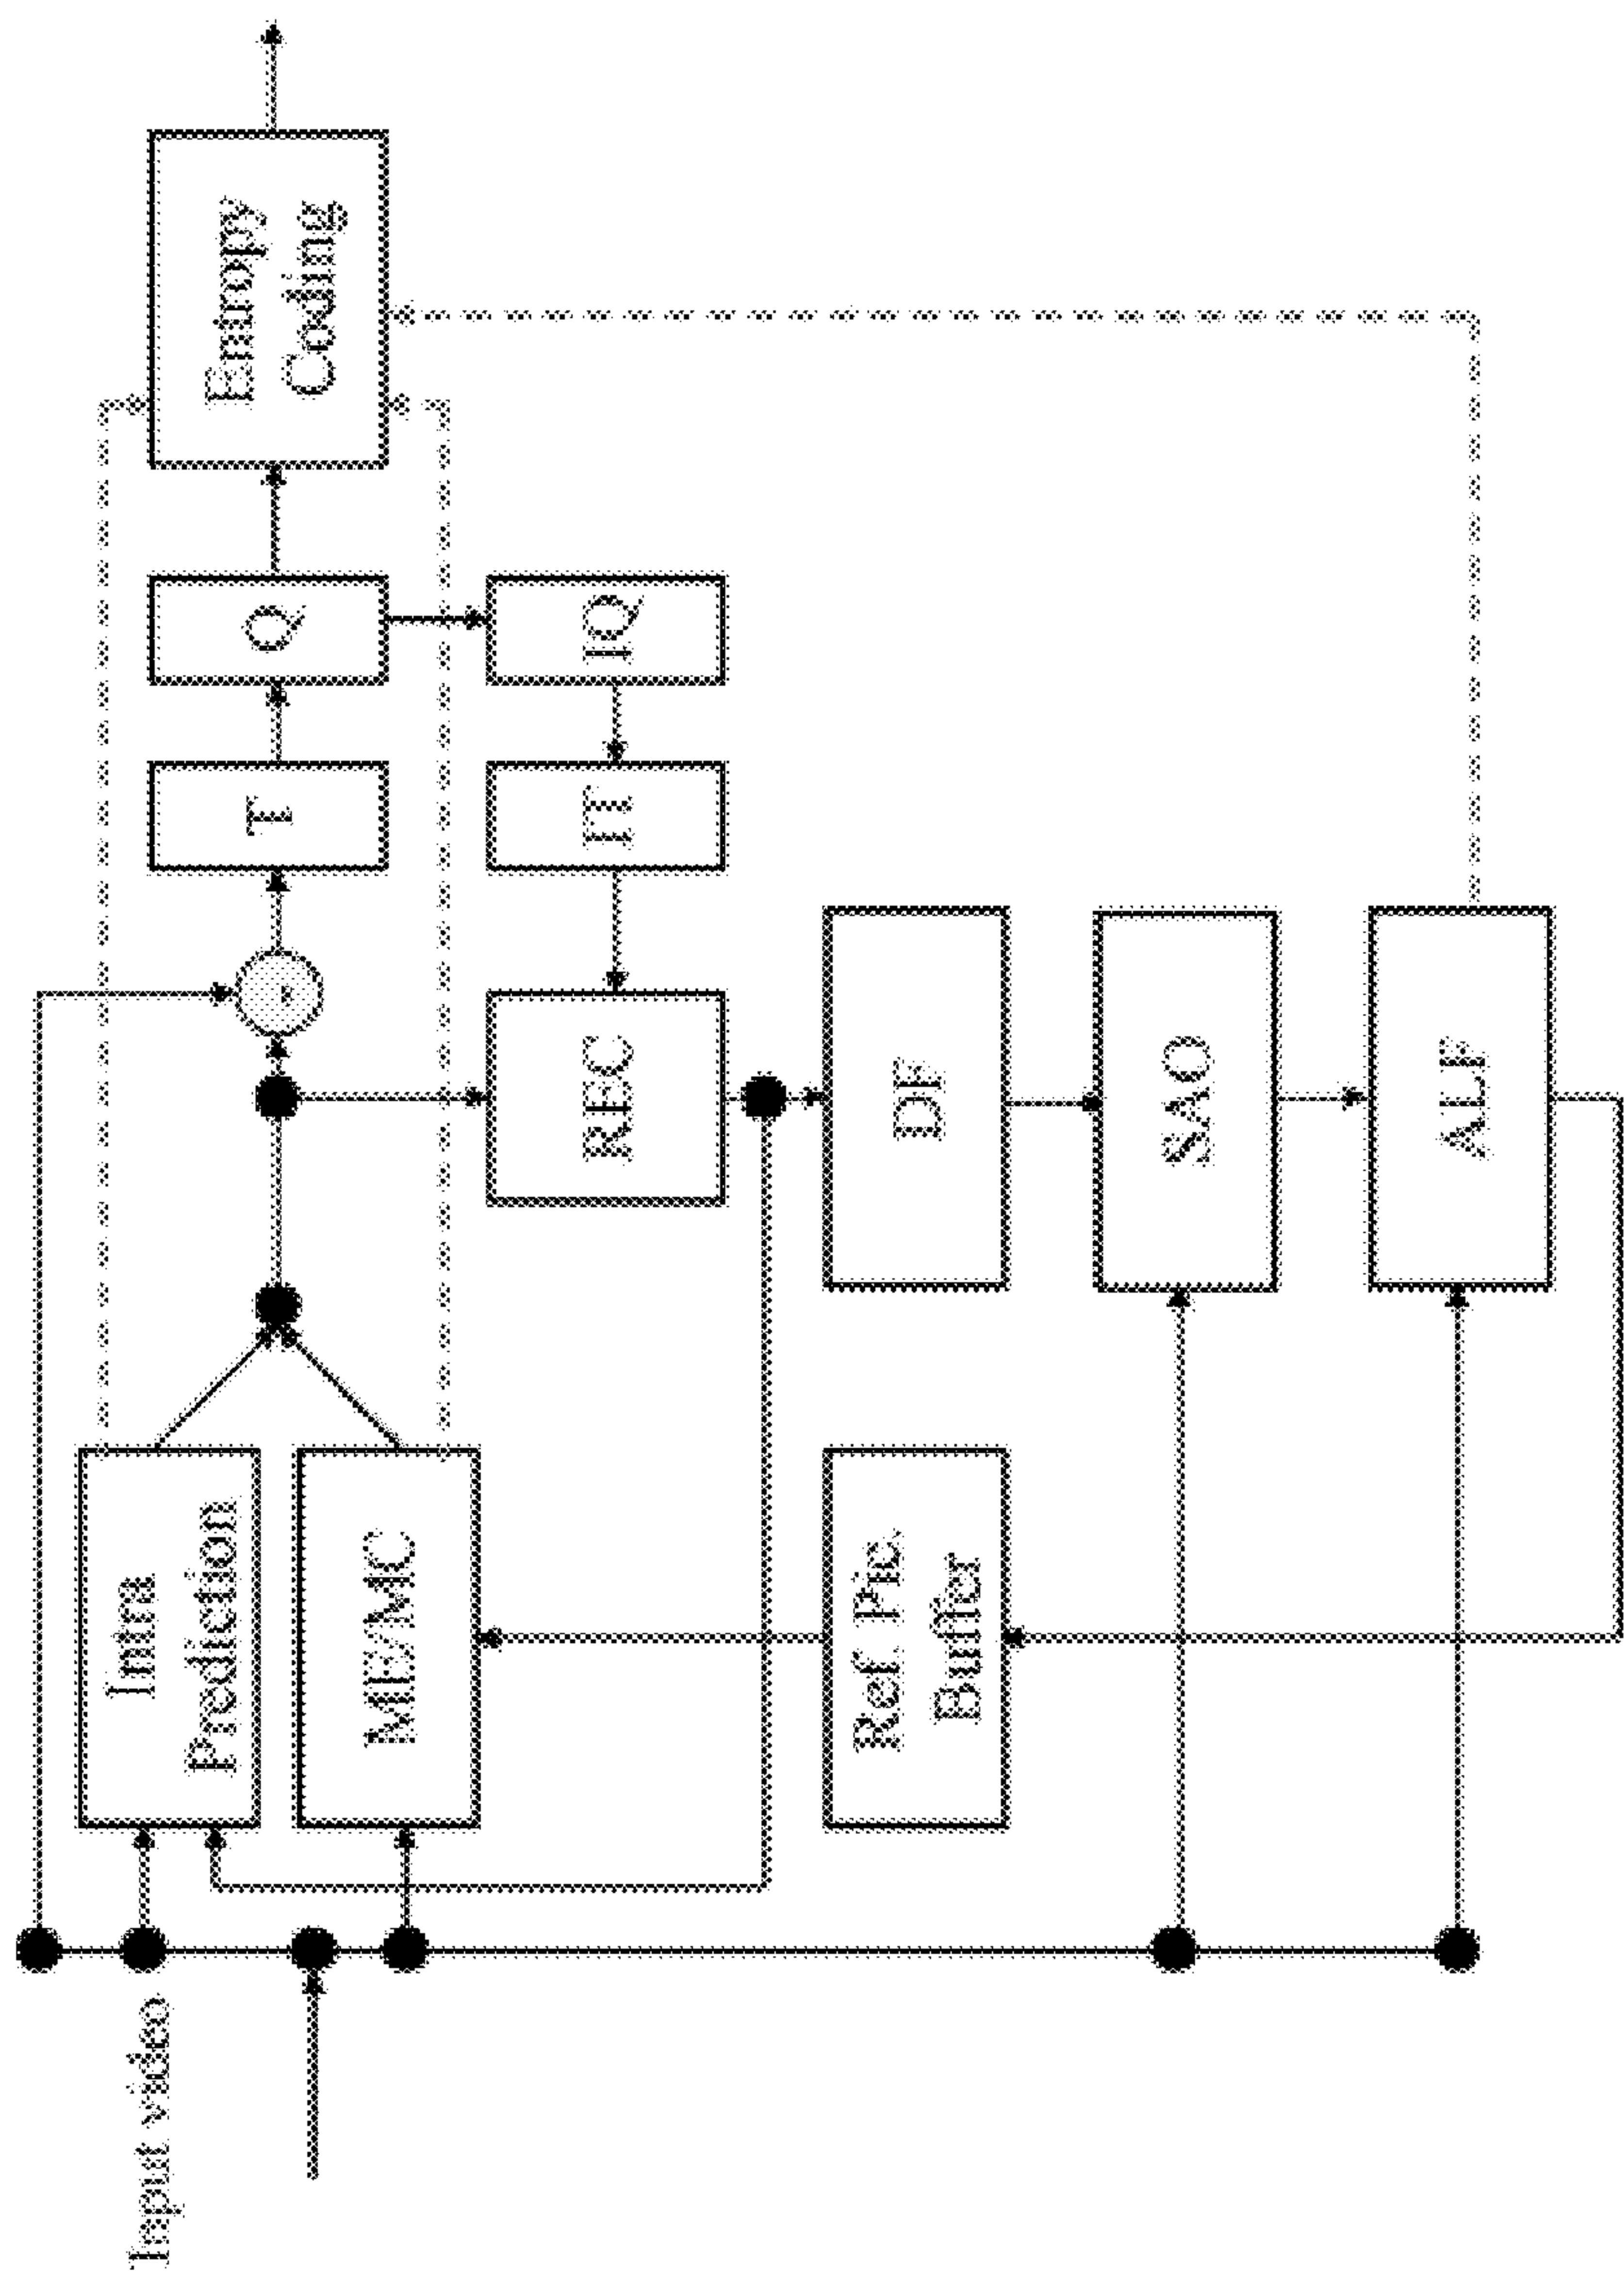 Input video
Intra
Prediction
ME/MC
-
T
Q
Entropy
Coding
IQ
IT
REC
DF
SAO
ALF
Ref. Pic.
Buffer